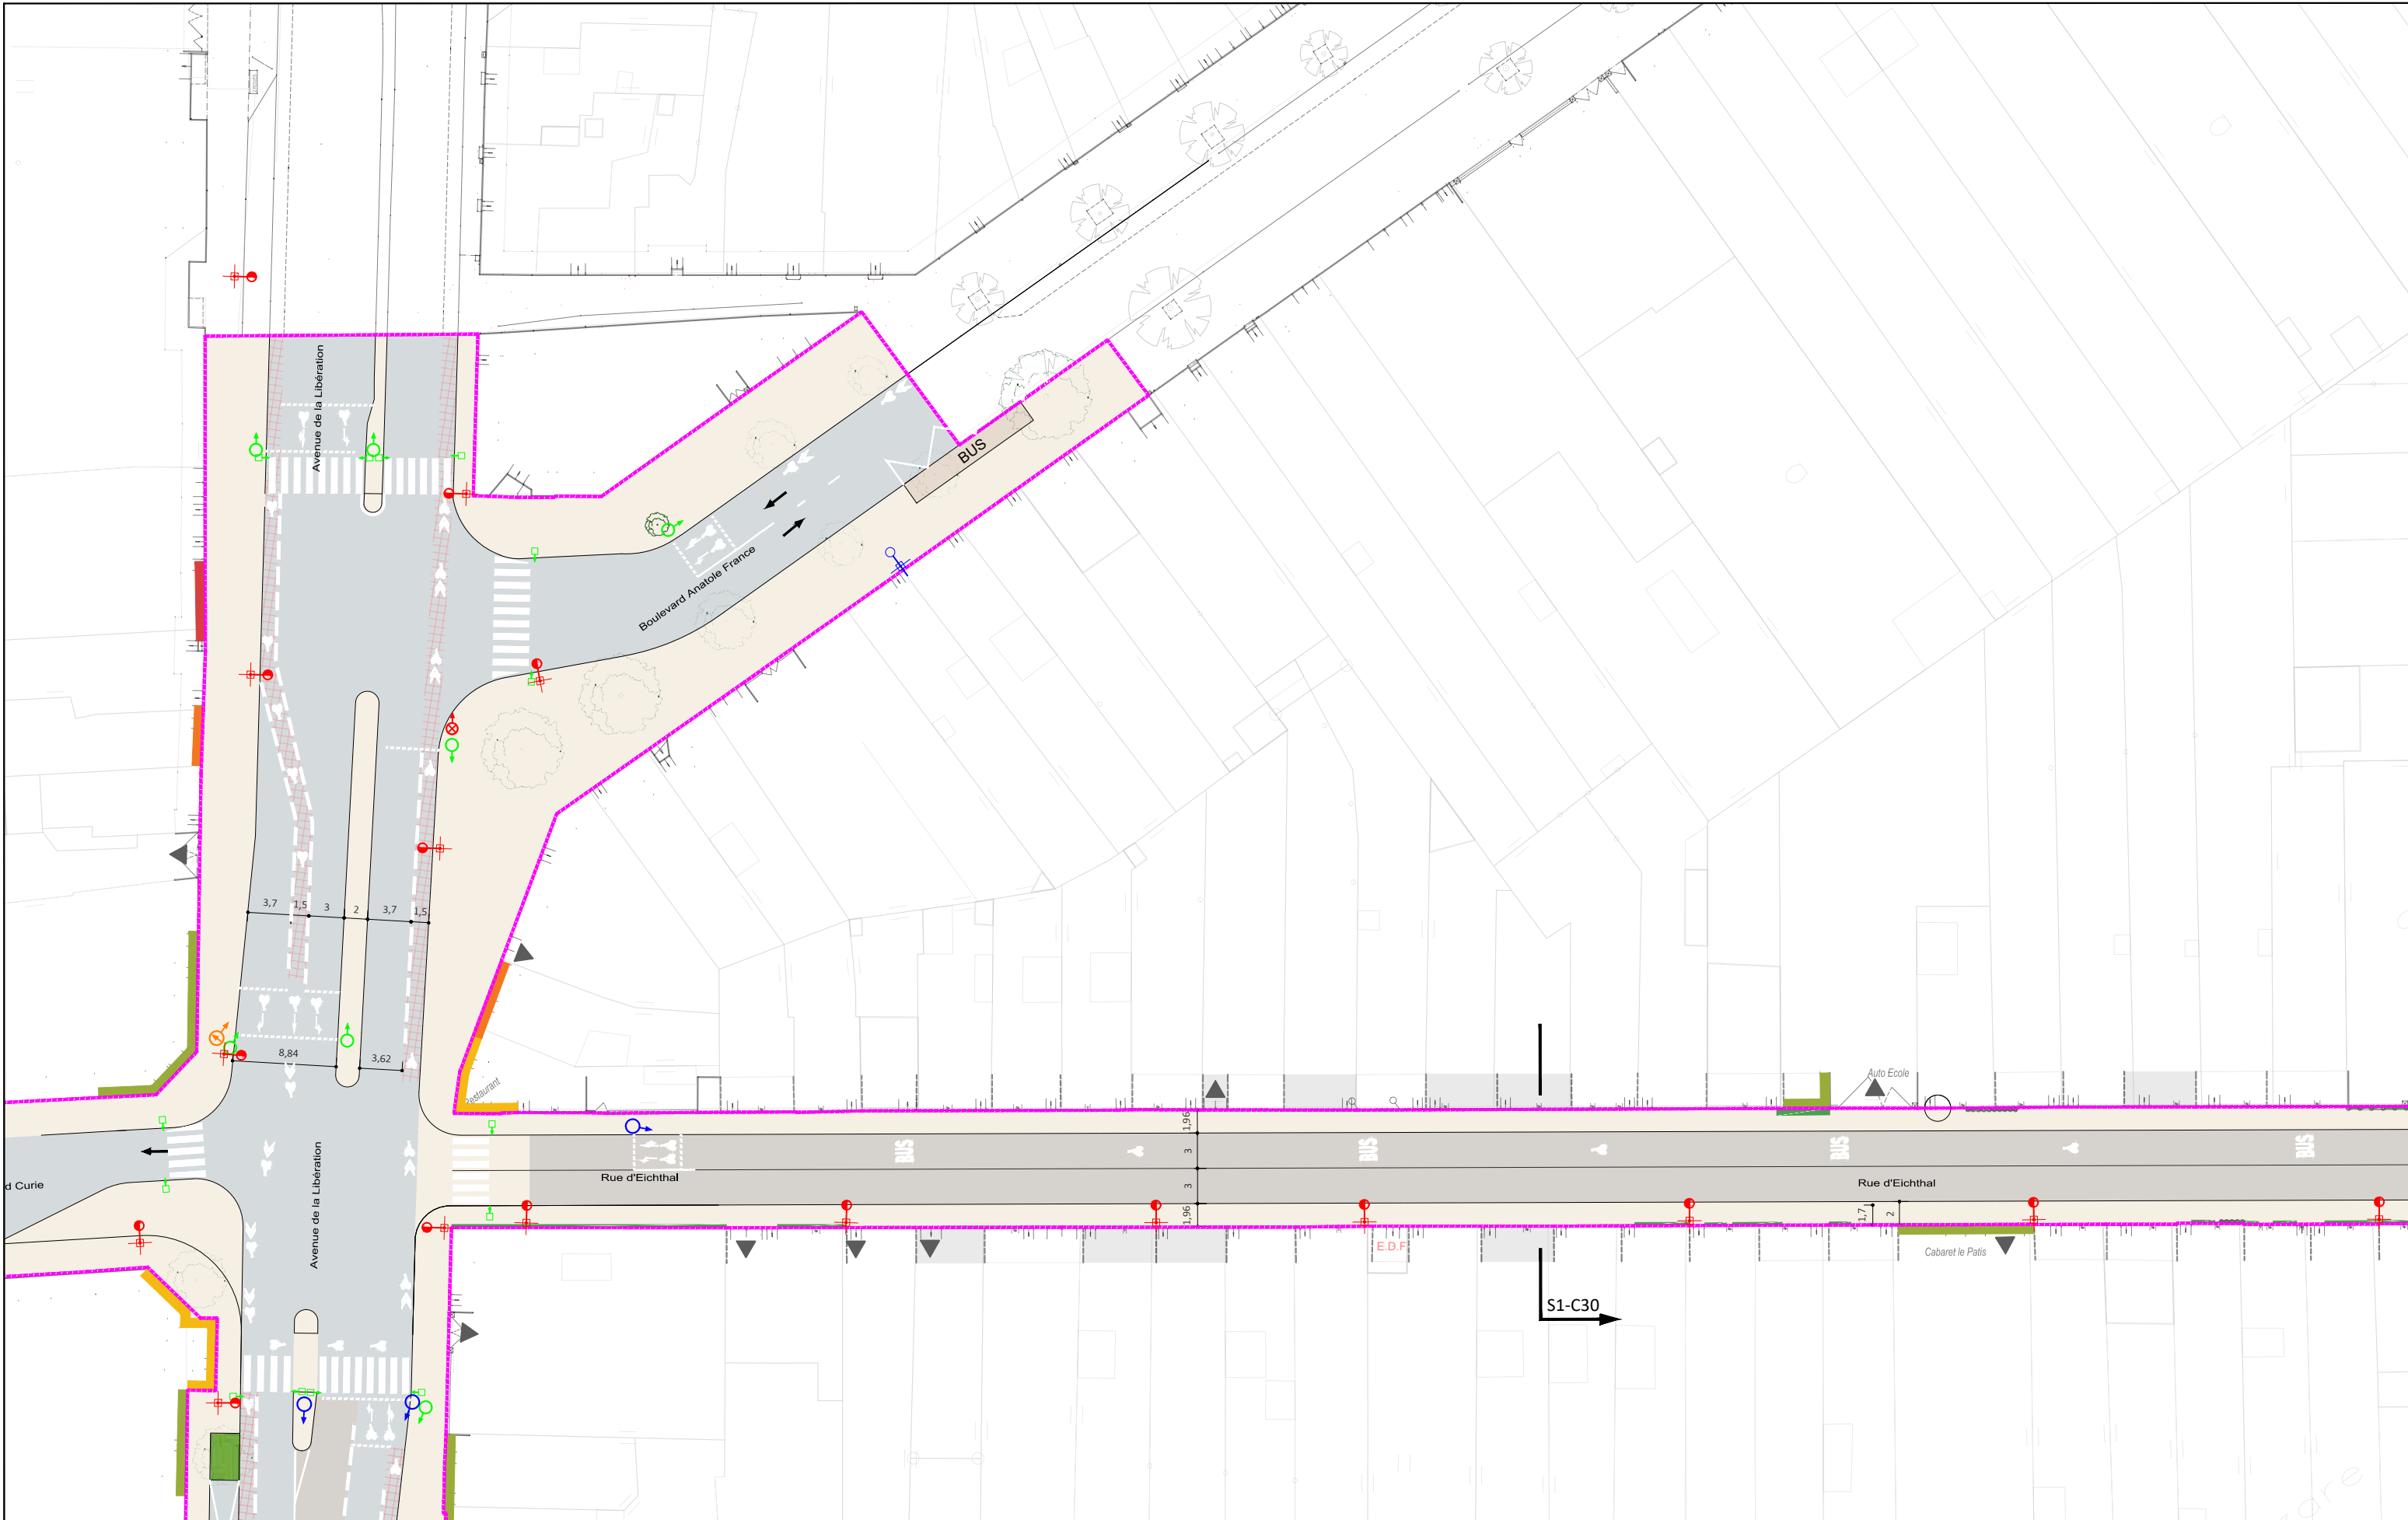 Avenue de la Libération
BUS
Boulevard Anatole France
3,7
1,5
3
2
3,7
1,5
8,84
3,62
Restaurant
Auto Ecole
1,96
BUS
BUS
BUS
BUS
3
Rue d'Eichthal
3
Rue d'Eichthal
d Curie
Avenue de la Libération
1,96
1,7
2
E.D.F
Cabaret le Patis
S1-C30